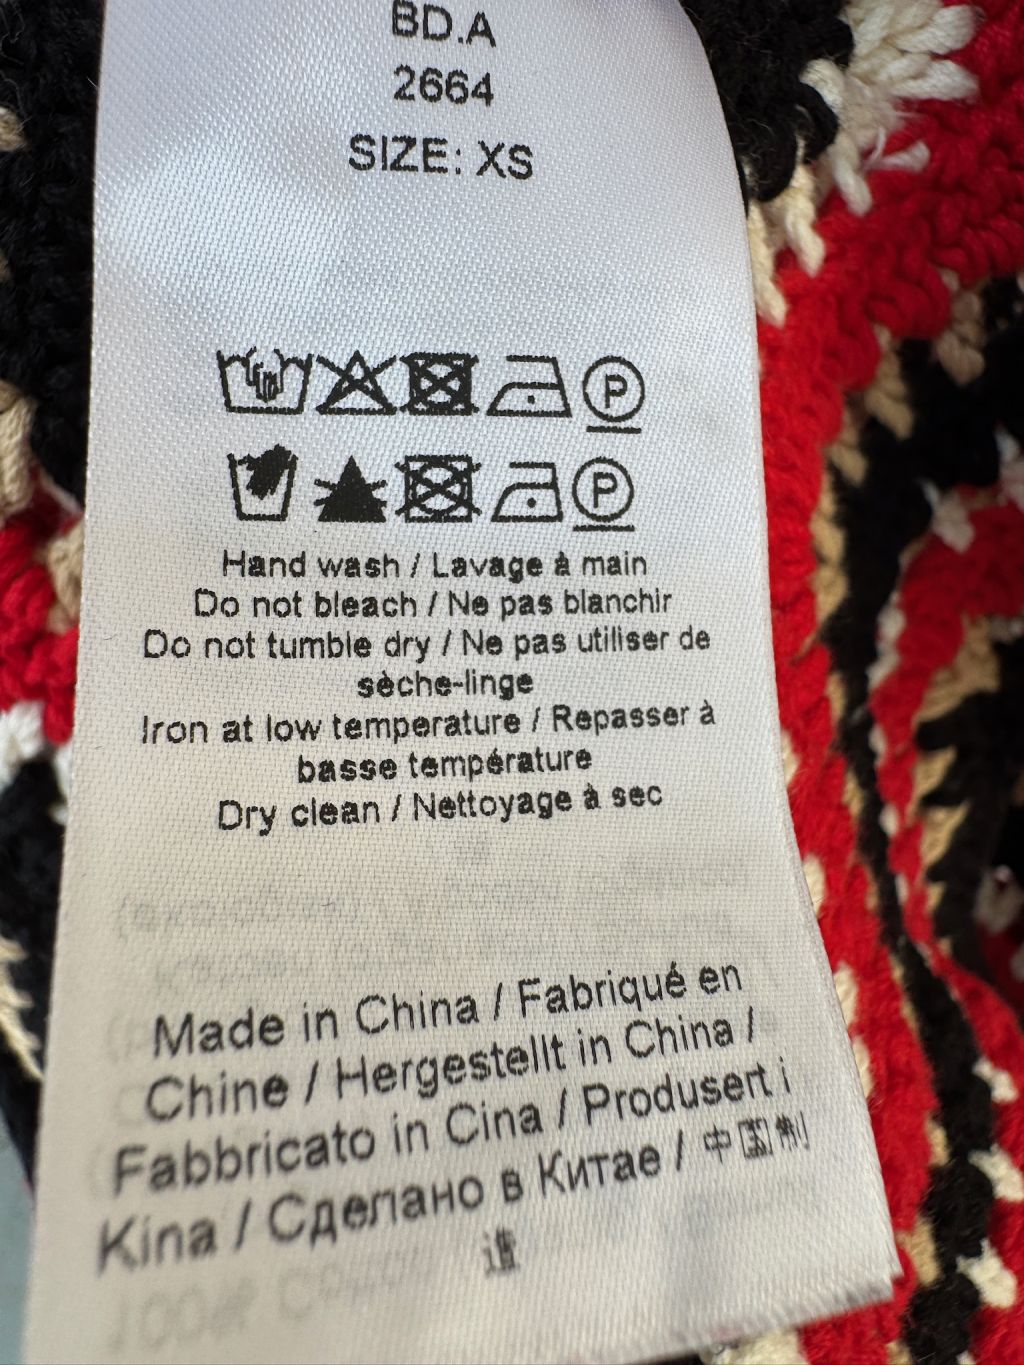 BD.A
2664
SIZE: XS
P
P
Hand wash / Lavage à main
Do not bleach / Ne pas blanchir
Do not tumble dry / Ne pas utiliser de
sèche-linge
Iron at low temperature / Repasser à
basse température
Dry clean / Nettoyage à sec
Made in China / Fabriqué en
Chine / Hergestellt in China /
Fabbricato in Cina / Produsert i
Kina / Сделано в Китае / 中国制
造